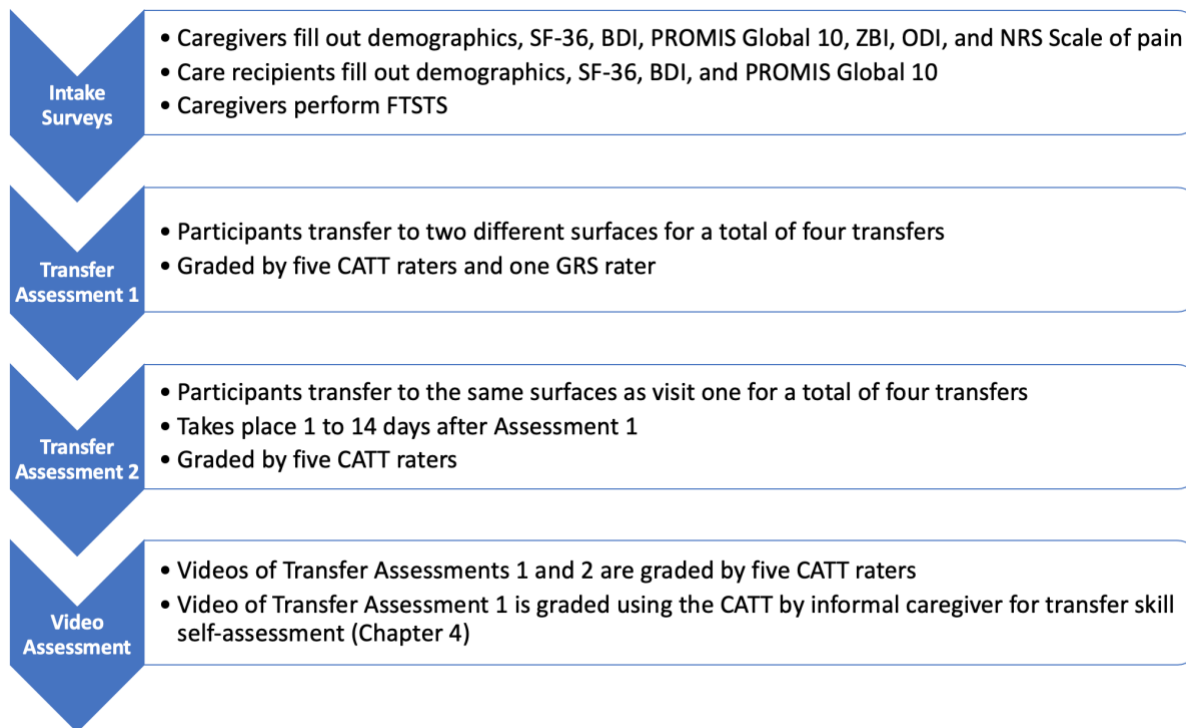 Intake
Surveys
• Caregivers fill out demographics, SF-36, BDI, PROMIS Global 10, ZBI, ODI, and NRS Scale of pain
• Care recipients fill out demographics, SF-36, BDI, and PROMIS Global 10
• Caregivers perform FTSTS
Transfer
Assessment 1
• Participants transfer to two different surfaces for a total of four transfers
• Graded by five CATT raters and one GRS rater
Transfer
Assessment 2
• Participants transfer to the same surfaces as visit one for a total of four transfers
• Takes place 1 to 14 days after Assessment 1
• Graded by five CATT raters
Video
Assessment
• Videos of Transfer Assessments 1 and 2 are graded by five CATT raters
• Video of Transfer Assessment 1 is graded using the CATT by informal caregiver for transfer skill
self-assessment (Chapter 4)